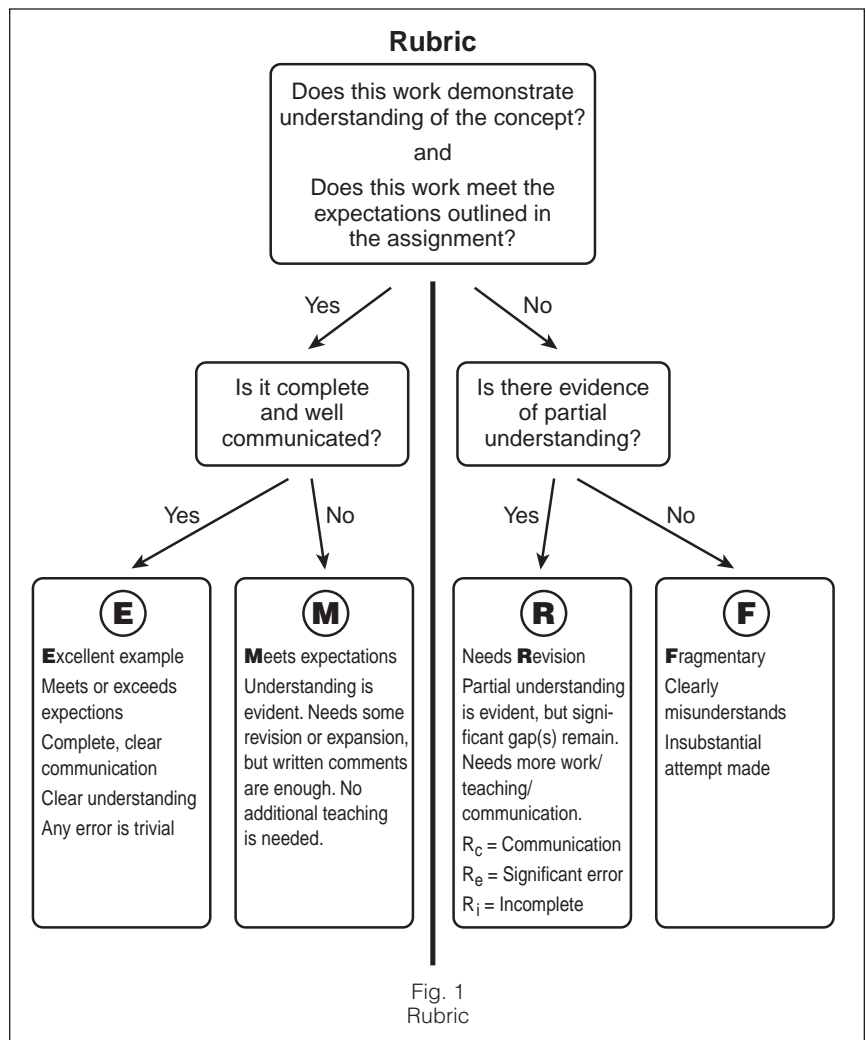 Rubric
Does this work demonstrate
understanding of the concept?
and
Does this work meet the
expectations outlined in
the assignment?
Yes
No
Is it complete
and well
communicated?
Is there evidence
of partial
understanding?
Yes
No
Yes
No
E
Excellent example
Meets or exceeds
expections
Complete, clear
communication
Clear understanding
Any error is trivial
M
Meets expectations
Understanding is
evident. Needs some
revision or expansion,
but written comments
are enough. No
additional teaching
is needed.
R
Needs Revision
Partial understanding
is evident, but signi-
ficant gap(s) remain.
Needs more work/
teaching/
communication.
Rc = Communication
Re = Significant error
Ri = Incomplete
F
Fragmentary
Clearly
misunderstands
Insubstantial
attempt made
Fig. 1
Rubric